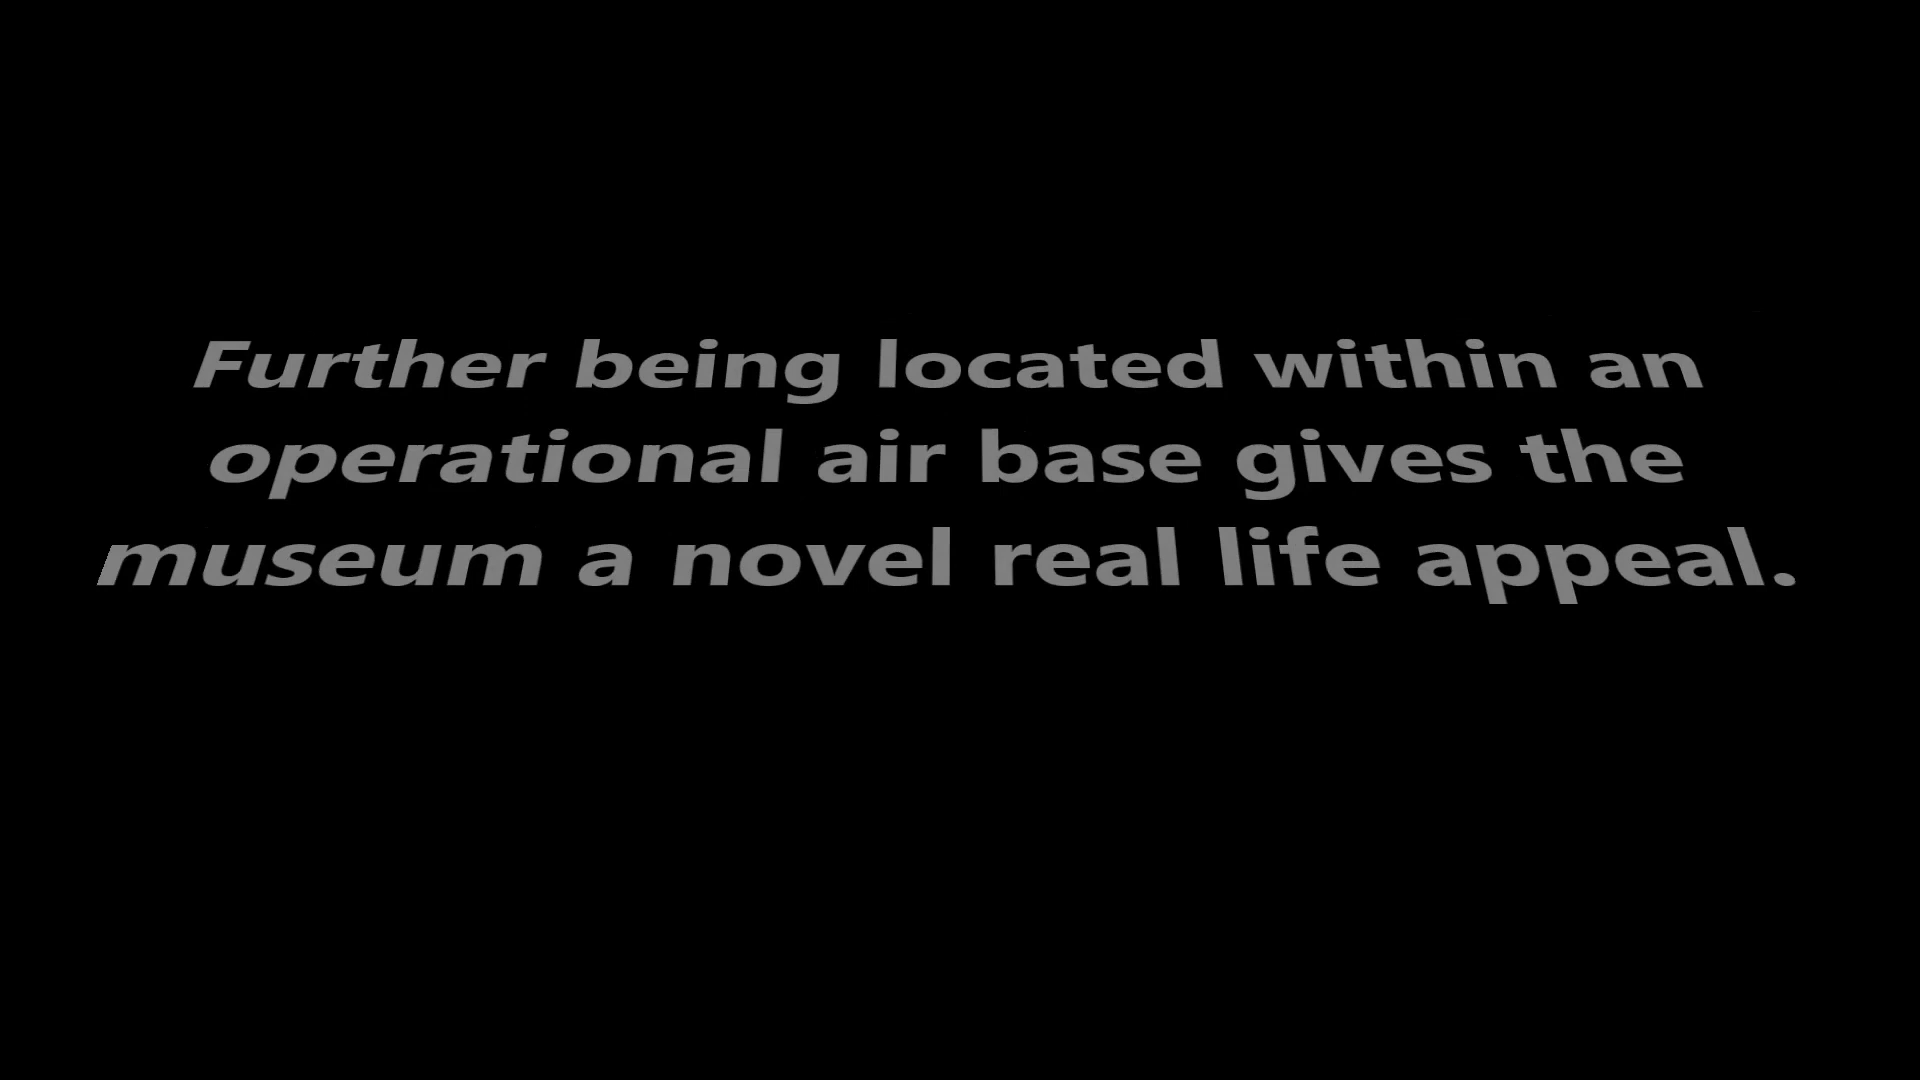 Further being located within an
operational air base gives the
museum a novel real life appeal.